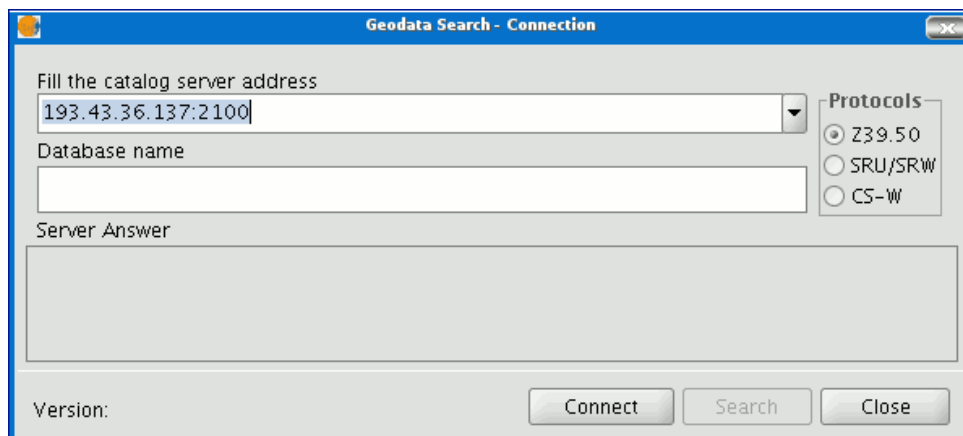 Geodata Search - Connection
Fill the catalog server address
193.43.36.137:2100
Protocols
Z39.50
SRU/SRW
CS-W
Database name
Server Answer
Version:
Connect
Search
Close